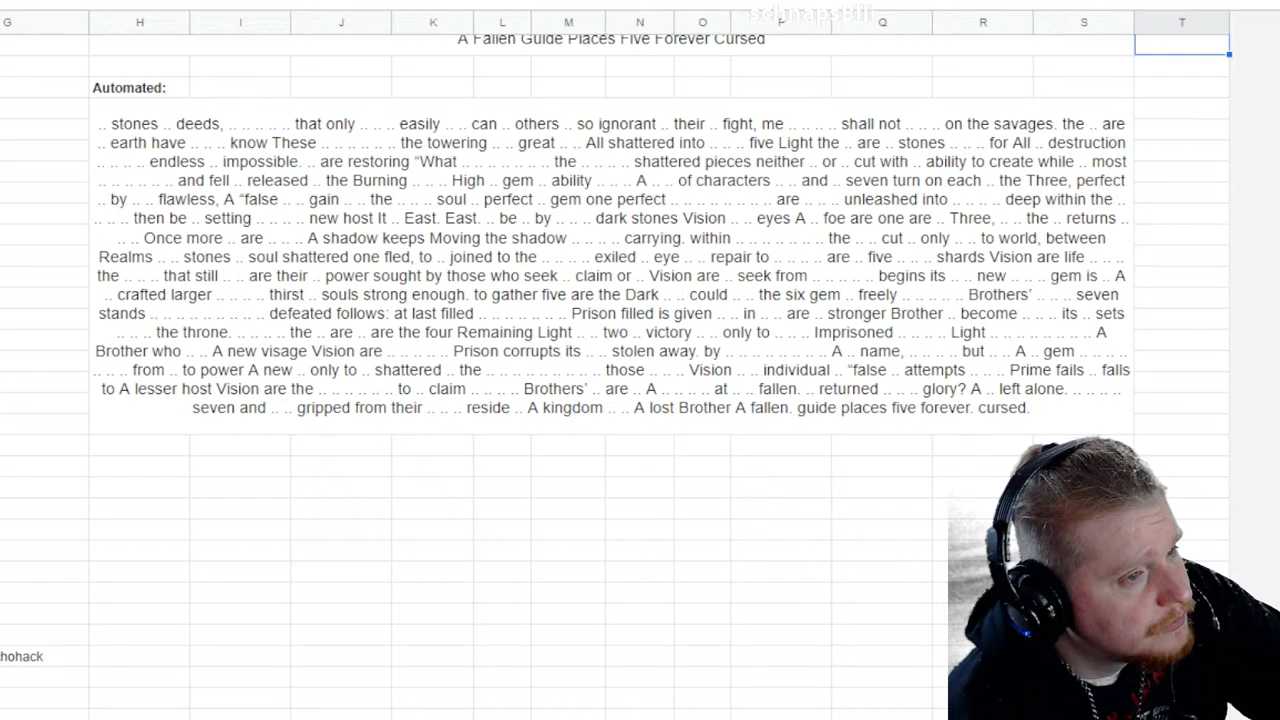 schnapsBill
G H I J K L M N O P Q R S T
A Fallen Guide Places Five Forever Cursed
Automated:
.. stones .. deeds, .. .. .. .. that only .. .. .. easily .. .. can .. others .. so ignorant .. their .. fight, me .. .. .. .. shall not .. .. .. on the savages. the .. are
.. earth have .. .. .. know These .. .. .. the towering .. .. great .. .. All shattered into .. .. .. five Light the .. are .. stones .. .. .. for All .. destruction
.. .. .. .. endless .. impossible. .. are restoring “What .. .. .. .. .. the .. .. .. shattered pieces neither .. or .. cut with .. ability to create while .. most
.. .. .. .. and fell .. released .. the Burning .. .. .. High .. gem .. ability .. .. .. A .. .. of characters .. .. and .. seven turn on each .. the Three, perfect
.. by .. .. flawless, A “false .. .. gain .. .. the .. .. .. soul .. perfect .. gem one perfect .. .. .. .. .. .. are .. .. unleashed into .. .. .. deep within the ..
.. .. .. then be .. setting .. .. .. new host It .. East. East. .. be .. by .. .. .. dark stones Vision .. .. eyes A .. foe are one are .. Three, .. .. the .. returns ..
.. .. .. Once more .. are .. .. .. A shadow keeps Moving the shadow .. .. .. .. carrying. within .. .. .. .. .. .. the .. .. cut .. only .. .. to world, between
Realms .. .. stones .. soul shattered one fled, to .. joined to the .. .. .. .. exiled .. eye .. .. repair to .. .. .. .. are .. five .. .. shards Vision are life .. ..
the .. .. .. that still .. .. are their .. power sought by those who seek .. claim or .. Vision are .. seek from .. .. .. .. begins its .. new .. .. gem is .. A
.. crafted larger .. .. .. .. thirst .. souls strong enough. to gather five are the Dark .. .. could .. .. the six gem .. freely .. .. .. .. Brothers’ .. .. .. seven
stands .. .. .. .. .. .. .. defeated follows: at last filled .. .. .. .. .. Prison filled is given .. .. in .. .. are .. stronger Brother .. become .. .. .. its .. sets
.. .. .. the throne. .. .. .. the .. are .. are the four Remaining Light .. .. two .. victory .. .. only to .. .. Imprisoned .. .. .. Light .. .. .. .. .. A
Brother who .. .. A new visage Vision are .. .. .. .. Prison corrupts its .. .. stolen away. by .. .. .. .. .. .. A .. name, .. .. .. but .. A .. gem .. .. ..
.. .. .. from .. to power A new .. only to .. shattered .. the .. .. .. .. .. .. those .. .. Vision .. individual .. “false .. attempts .. .. .. Prime fails .. falls
to A lesser host Vision are the .. .. .. .. .. .. to .. claim .. .. .. .. Brothers’ .. are .. A .. .. .. at .. fallen. .. returned .. .. .. glory? A .. left alone. .. .. ..
seven and .. .. gripped from their .. .. .. reside .. A kingdom .. .. A lost Brother A fallen. guide places five forever. cursed.
hohack